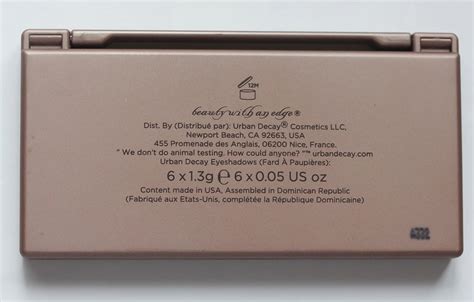 12M
beauty with an edge®
Dist. By (Distribué par): Urban Decay® Cosmetics LLC,
Newport Beach, CA 92663, USA
455 Promenade des Anglais, 06200 Nice, France.
" We don't do animal testing. How could anyone? "™ urbandecay.com
Urban Decay Eyeshadows (Fard À Paupières):
6 x 1.3g ℮ 6 x 0.05 US oz
Content made in USA, Assembled in Dominican Republic
(Fabriqué aux Etats-Unis, complétée la République Dominicaine)